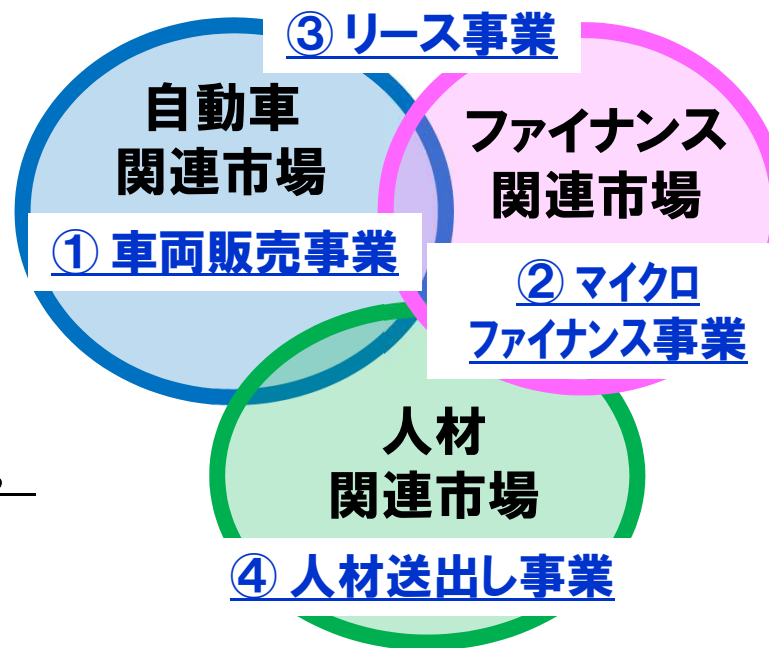 ③ リース事業
自動車
関連市場
ファイナンス
関連市場
① 車両販売事業
② マイクロ
ファイナンス事業
人材
関連市場
④ 人材送出し事業